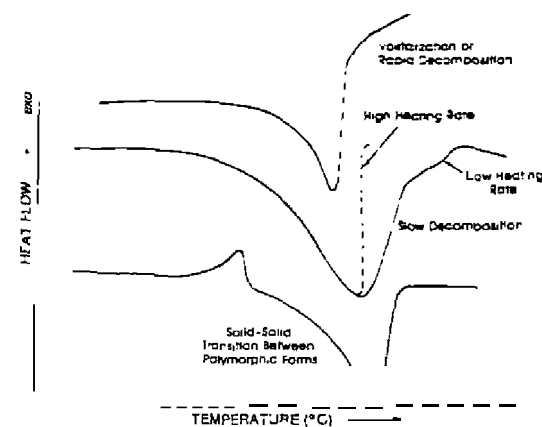 Volatilization or
Rapid Decomposition
High Heating Rate
Low Heating
Rate
Slow Decomposition
Solid-Solid
Transition Between
Polymorphic Forms
HEAT FLOW + exo
TEMPERATURE (°C)